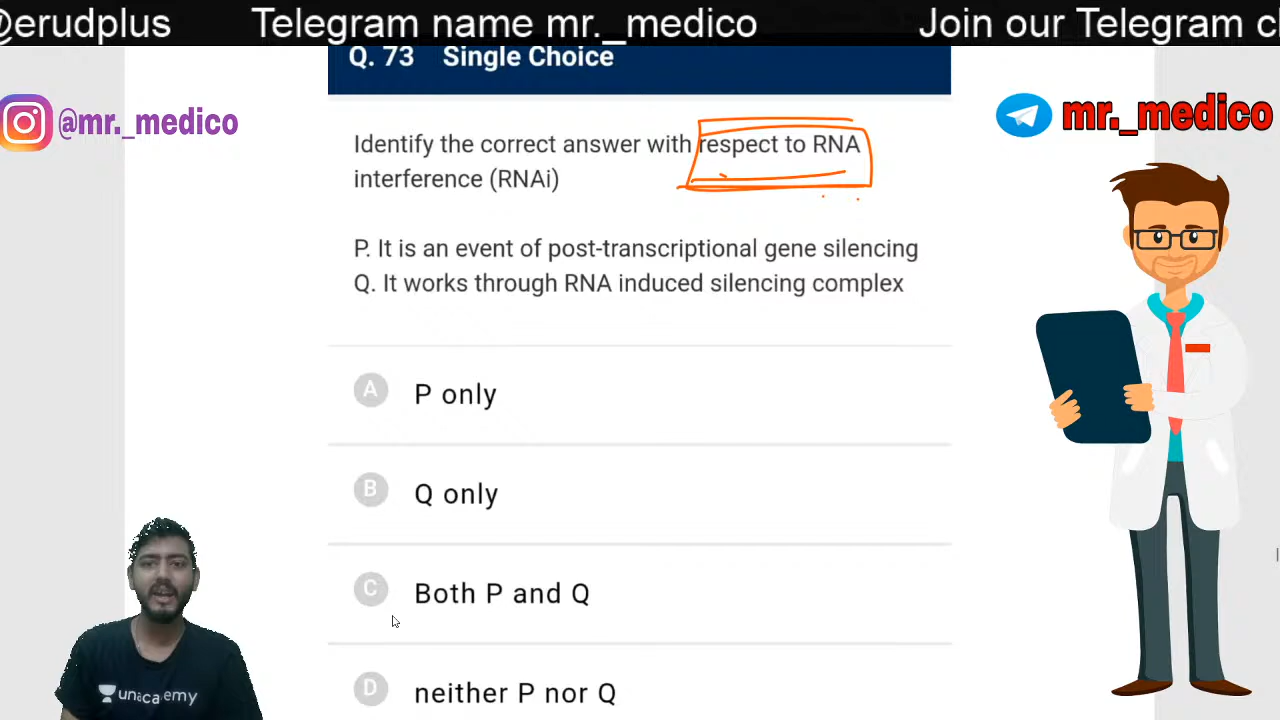 @erudplus Telegram name mr._medico Join our Telegram c
Q. 73 Single Choice
@mr._medico
mr._medico
Identify the correct answer with respect to RNA
interference (RNAi)
P. It is an event of post-transcriptional gene silencing
Q. It works through RNA induced silencing complex
A P only
B Q only
C Both P and Q
D neither P nor Q
unacademy